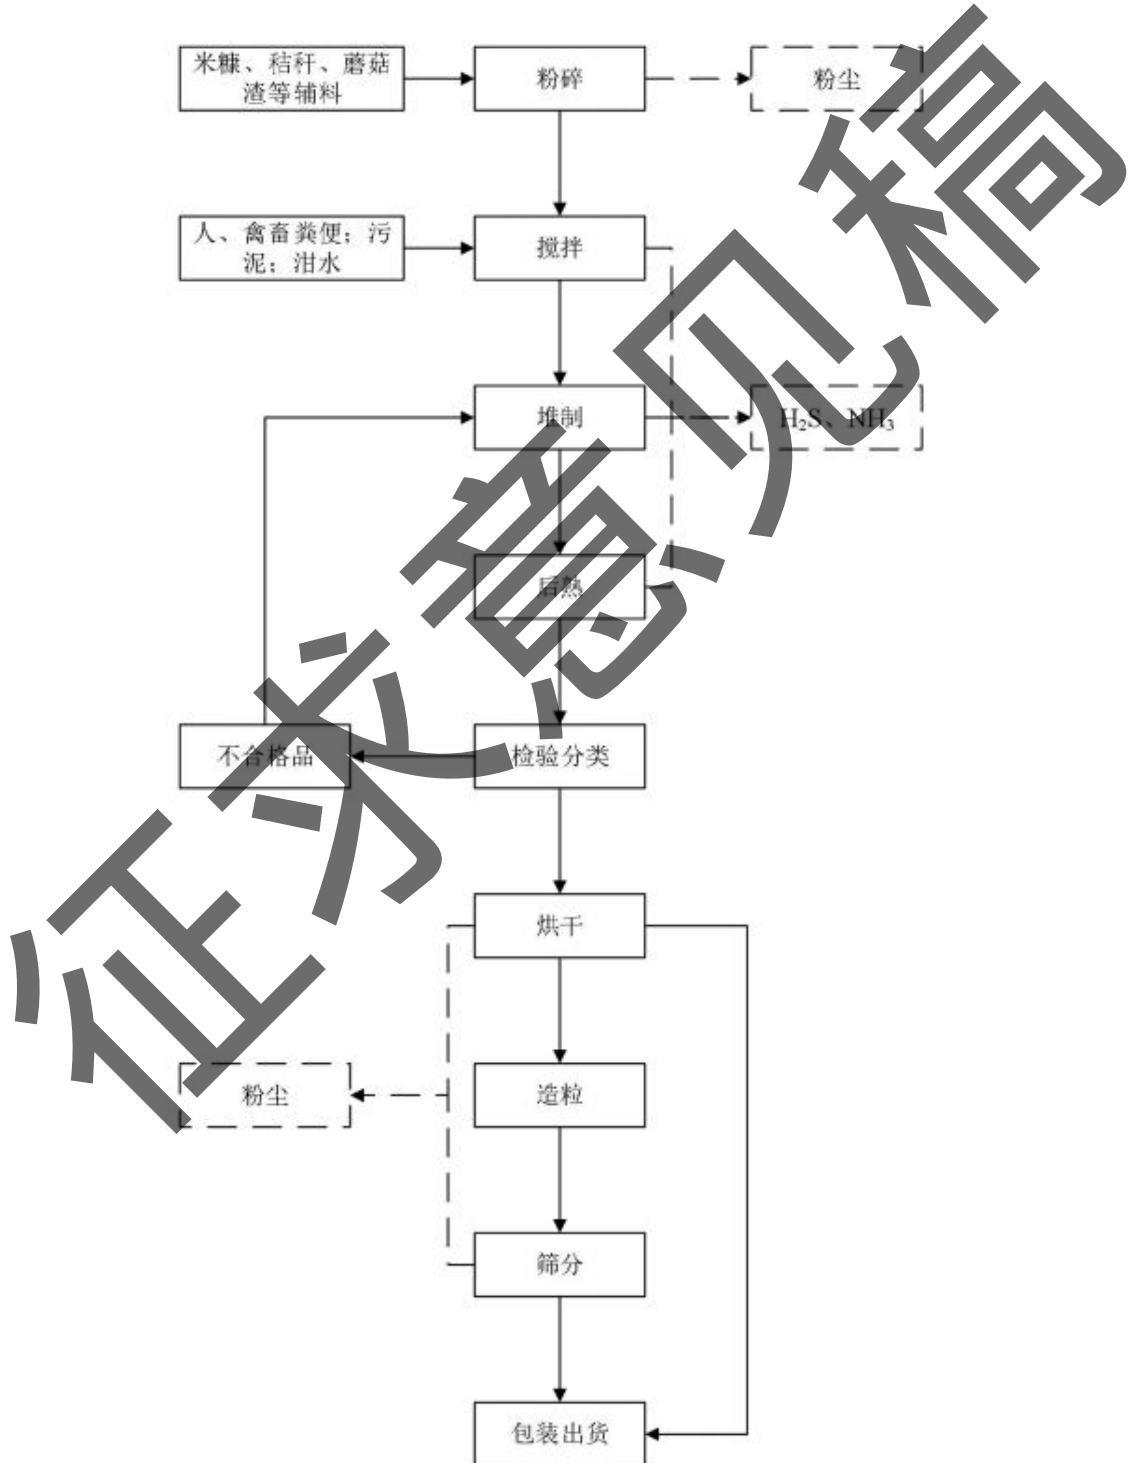 米糠、秸秆、蘑菇
渣等辅料
粉碎
粉尘
人、禽畜粪便；污
泥；泔水
搅拌
堆制
H₂S、NH₃
后熟
不合格品
检验分类
烘干
粉尘
造粒
筛分
包装出货
征求意见稿